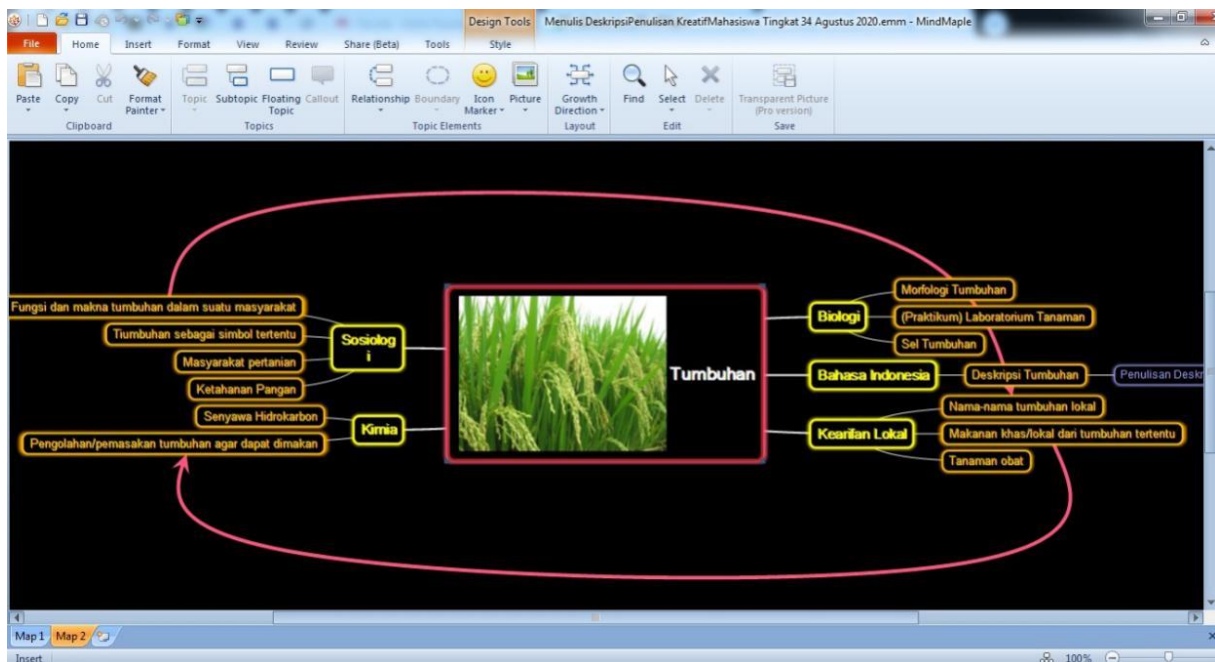 Design Tools
Menulis DeskripsiPenulisan KreatifMahasiswa Tingkat 34 Agustus 2020.emm - MindMaple
File Home Insert Format View Review Share (Beta) Tools Style
Paste Copy Cut Format Painter Topic Subtopic Floating Topic Callout Relationship Boundary Icon Marker Picture Growth Direction Find Select Delete Transparent Picture (Pro version)
Clipboard Topics Topic Elements Layout Edit Save
Fungsi dan makna tumbuhan dalam suatu masyarakat
Tiumbuhan sebagai simbol tertentu
Masyarakat pertanian
Ketahanan Pangan
Sosiolog
i
Senyawa Hidrokarbon
Pengolahan/pemasakan tumbuhan agar dapat dimakan
Kimia
Tumbuhan
Biologi
Morfologi Tumbuhan
(Praktikum) Laboratorium Tanaman
Sel Tumbuhan
Bahasa Indonesia
Deskripsi Tumbuhan
Penulisan Deskr
Kearifan Lokal
Nama-nama tumbuhan lokal
Makanan khas/lokal dari tumbuhan tertentu
Tanaman obat
Map 1 Map 2
Insert
100%